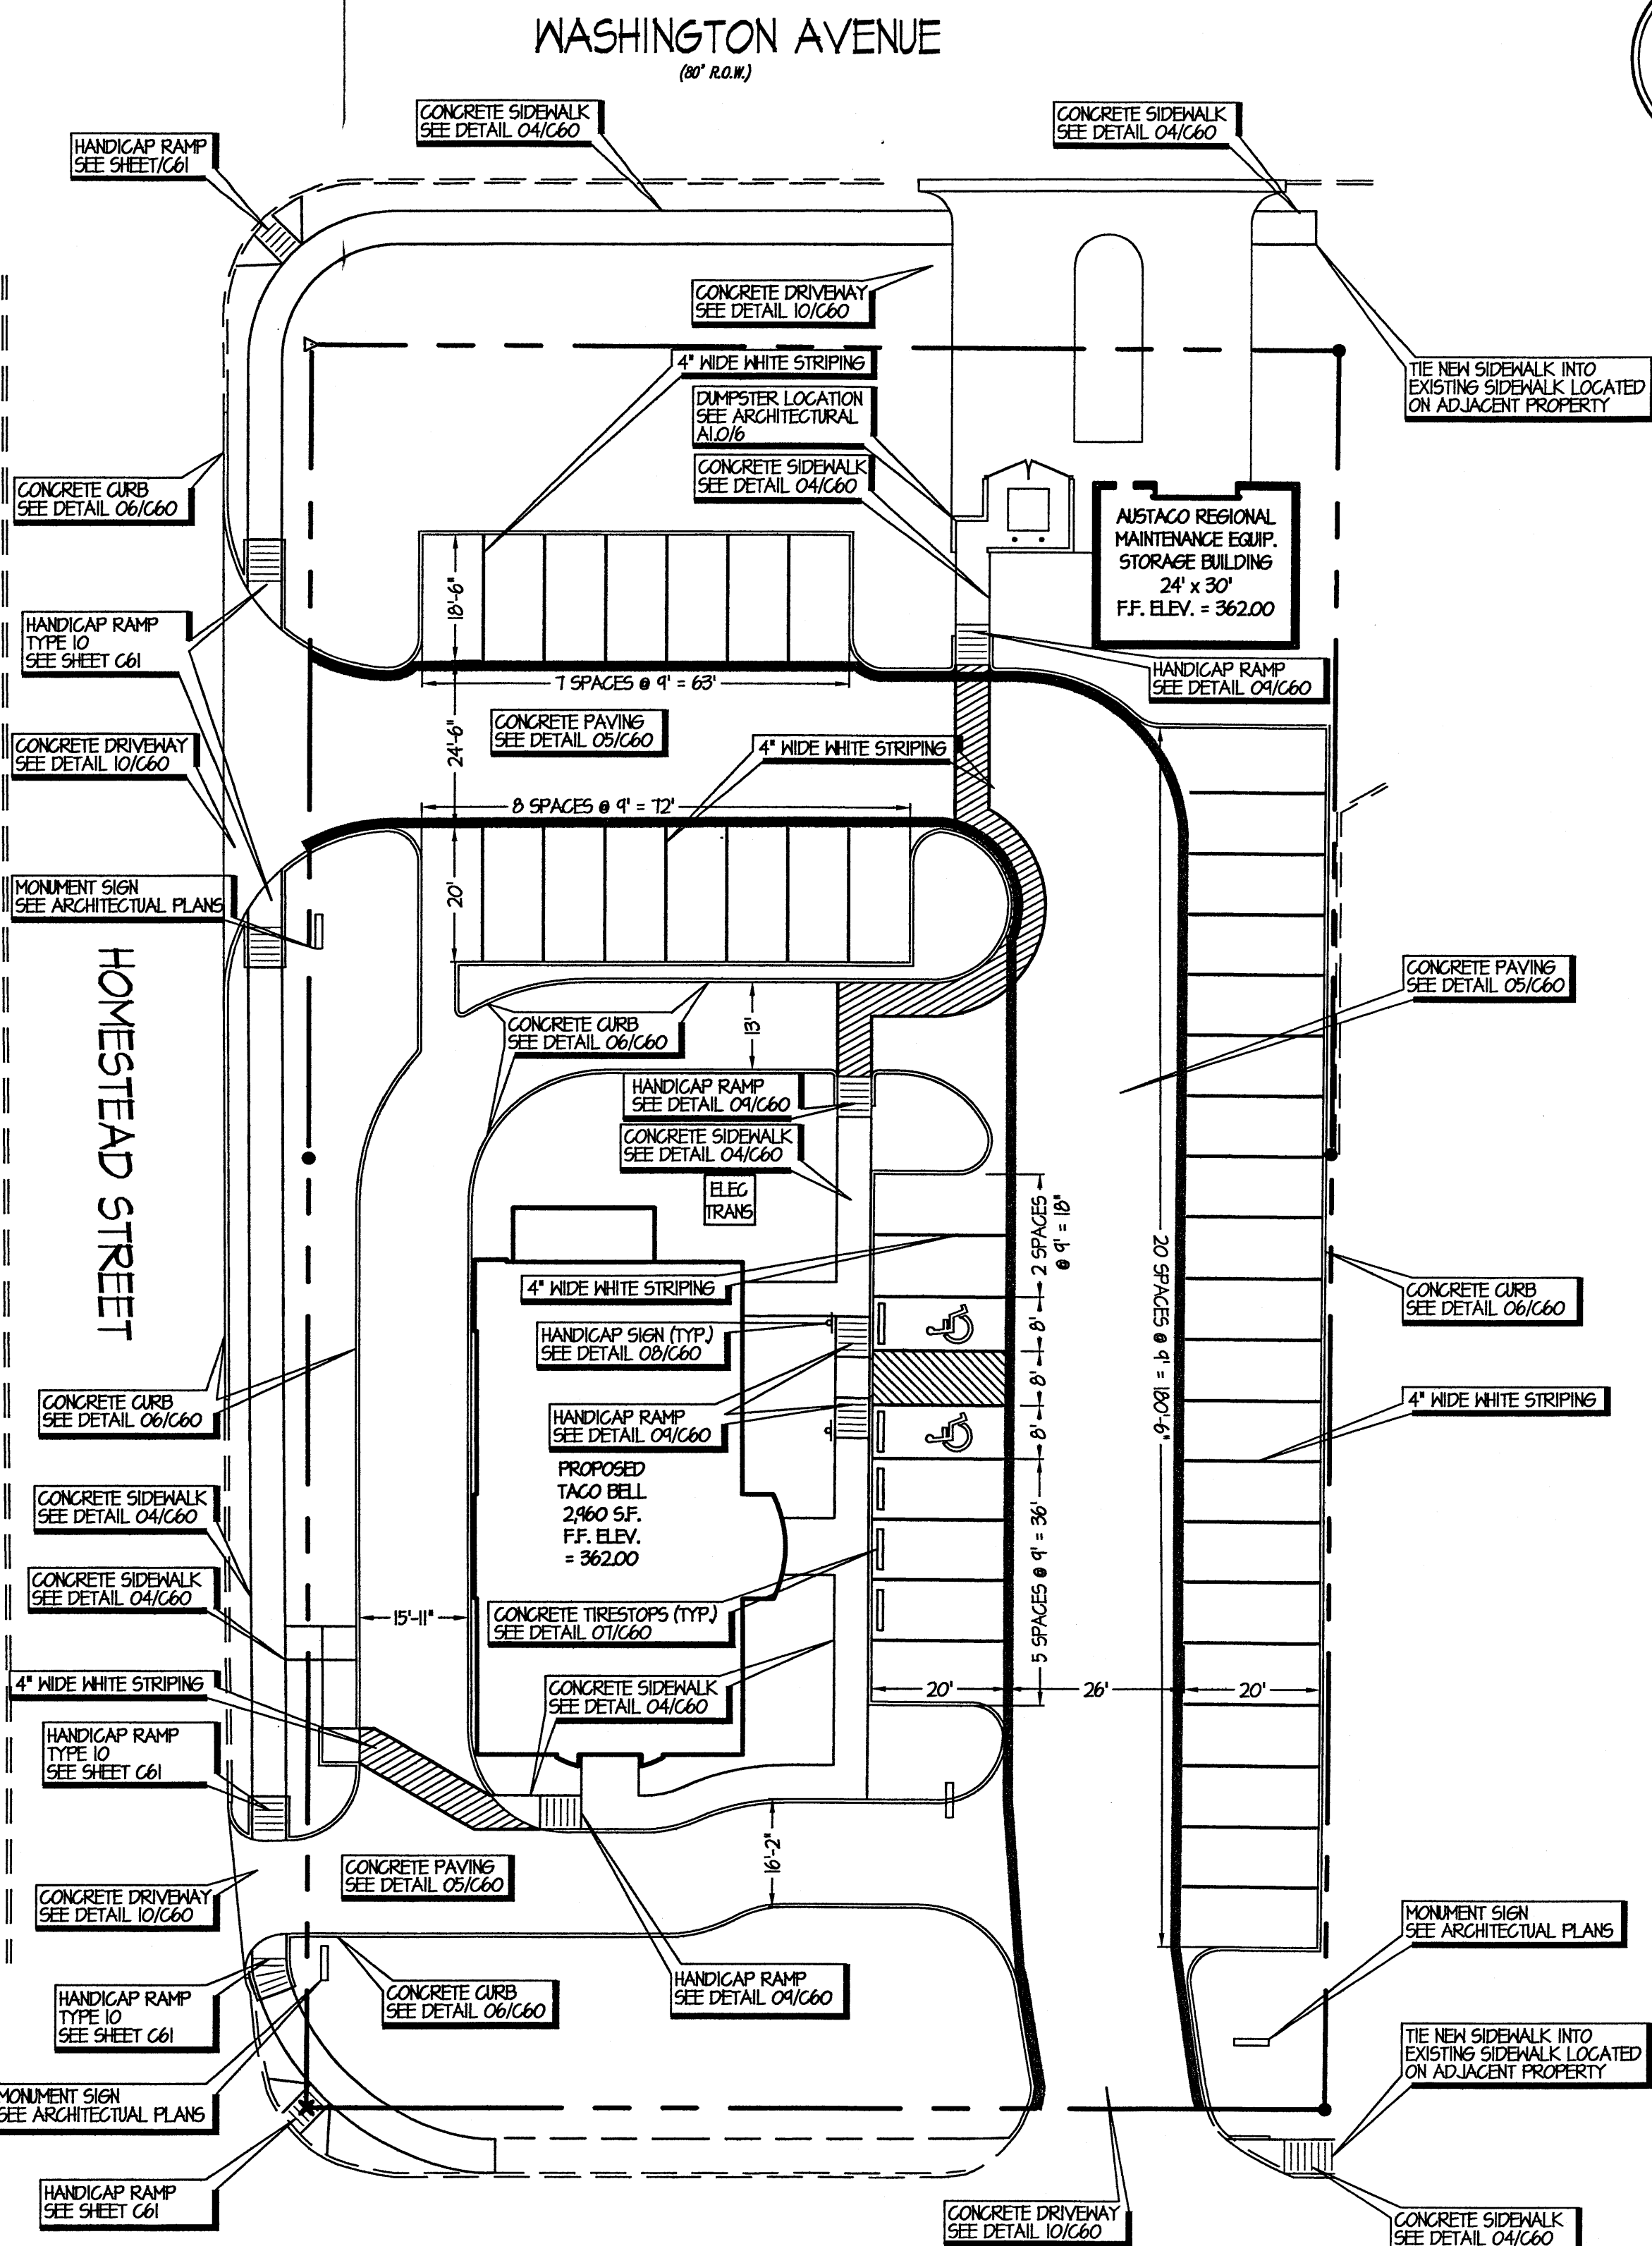 WASHINGTON AVENUE
(80' R.O.W.)
CONCRETE SIDEWALK
SEE DETAIL 04/C60
CONCRETE SIDEWALK
SEE DETAIL 04/C60
HANDICAP RAMP
SEE SHEET/C61
CONCRETE DRIVEWAY
SEE DETAIL 10/C60
4" WIDE WHITE STRIPING
TIE NEW SIDEWALK INTO
EXISTING SIDEWALK LOCATED
ON ADJACENT PROPERTY
DUMPSTER LOCATION
SEE ARCHITECTURAL
A1.0/6
CONCRETE SIDEWALK
SEE DETAIL 04/C60
CONCRETE CURB
SEE DETAIL 06/C60
AUSTACO REGIONAL
MAINTENANCE EQUIP.
STORAGE BUILDING
24' x 30'
F.F. ELEV. = 362.00
18'-6"
HANDICAP RAMP
TYPE 10
SEE SHEET C61
HANDICAP RAMP
SEE DETAIL 09/C60
7 SPACES @ 9' = 63'
CONCRETE PAVING
SEE DETAIL 05/C60
24'-6"
4" WIDE WHITE STRIPING
CONCRETE DRIVEWAY
SEE DETAIL 10/C60
8 SPACES @ 9' = 72'
20'
MONUMENT SIGN
SEE ARCHITECTUAL PLANS
HOMESTEAD STREET
CONCRETE PAVING
SEE DETAIL 05/C60
CONCRETE CURB
SEE DETAIL 06/C60
13'
HANDICAP RAMP
SEE DETAIL 09/C60
CONCRETE SIDEWALK
SEE DETAIL 04/C60
ELEC
TRANS
2 SPACES
@ 9' = 18"
20 SPACES @ 9' = 180'-6"
4" WIDE WHITE STRIPING
CONCRETE CURB
SEE DETAIL 06/C60
HANDICAP SIGN (TYP.)
SEE DETAIL 08/C60
8'
8'
8'
CONCRETE CURB
SEE DETAIL 06/C60
HANDICAP RAMP
SEE DETAIL 09/C60
4" WIDE WHITE STRIPING
PROPOSED
TACO BELL
2,960 S.F.
F.F. ELEV.
= 362.00
5 SPACES @ 9' = 36'
CONCRETE SIDEWALK
SEE DETAIL 04/C60
CONCRETE SIDEWALK
SEE DETAIL 04/C60
15'-11"
CONCRETE TIRESTOPS (TYP.)
SEE DETAIL 07/C60
4" WIDE WHITE STRIPING
CONCRETE SIDEWALK
SEE DETAIL 04/C60
20'
26'
20'
HANDICAP RAMP
TYPE 10
SEE SHEET C61
16'-2"
CONCRETE PAVING
SEE DETAIL 05/C60
CONCRETE DRIVEWAY
SEE DETAIL 10/C60
MONUMENT SIGN
SEE ARCHITECTUAL PLANS
HANDICAP RAMP
TYPE 10
SEE SHEET C61
CONCRETE CURB
SEE DETAIL 06/C60
HANDICAP RAMP
SEE DETAIL 09/C60
TIE NEW SIDEWALK INTO
EXISTING SIDEWALK LOCATED
ON ADJACENT PROPERTY
MONUMENT SIGN
SEE ARCHITECTUAL PLANS
HANDICAP RAMP
SEE SHEET C61
CONCRETE DRIVEWAY
SEE DETAIL 10/C60
CONCRETE SIDEWALK
SEE DETAIL 04/C60